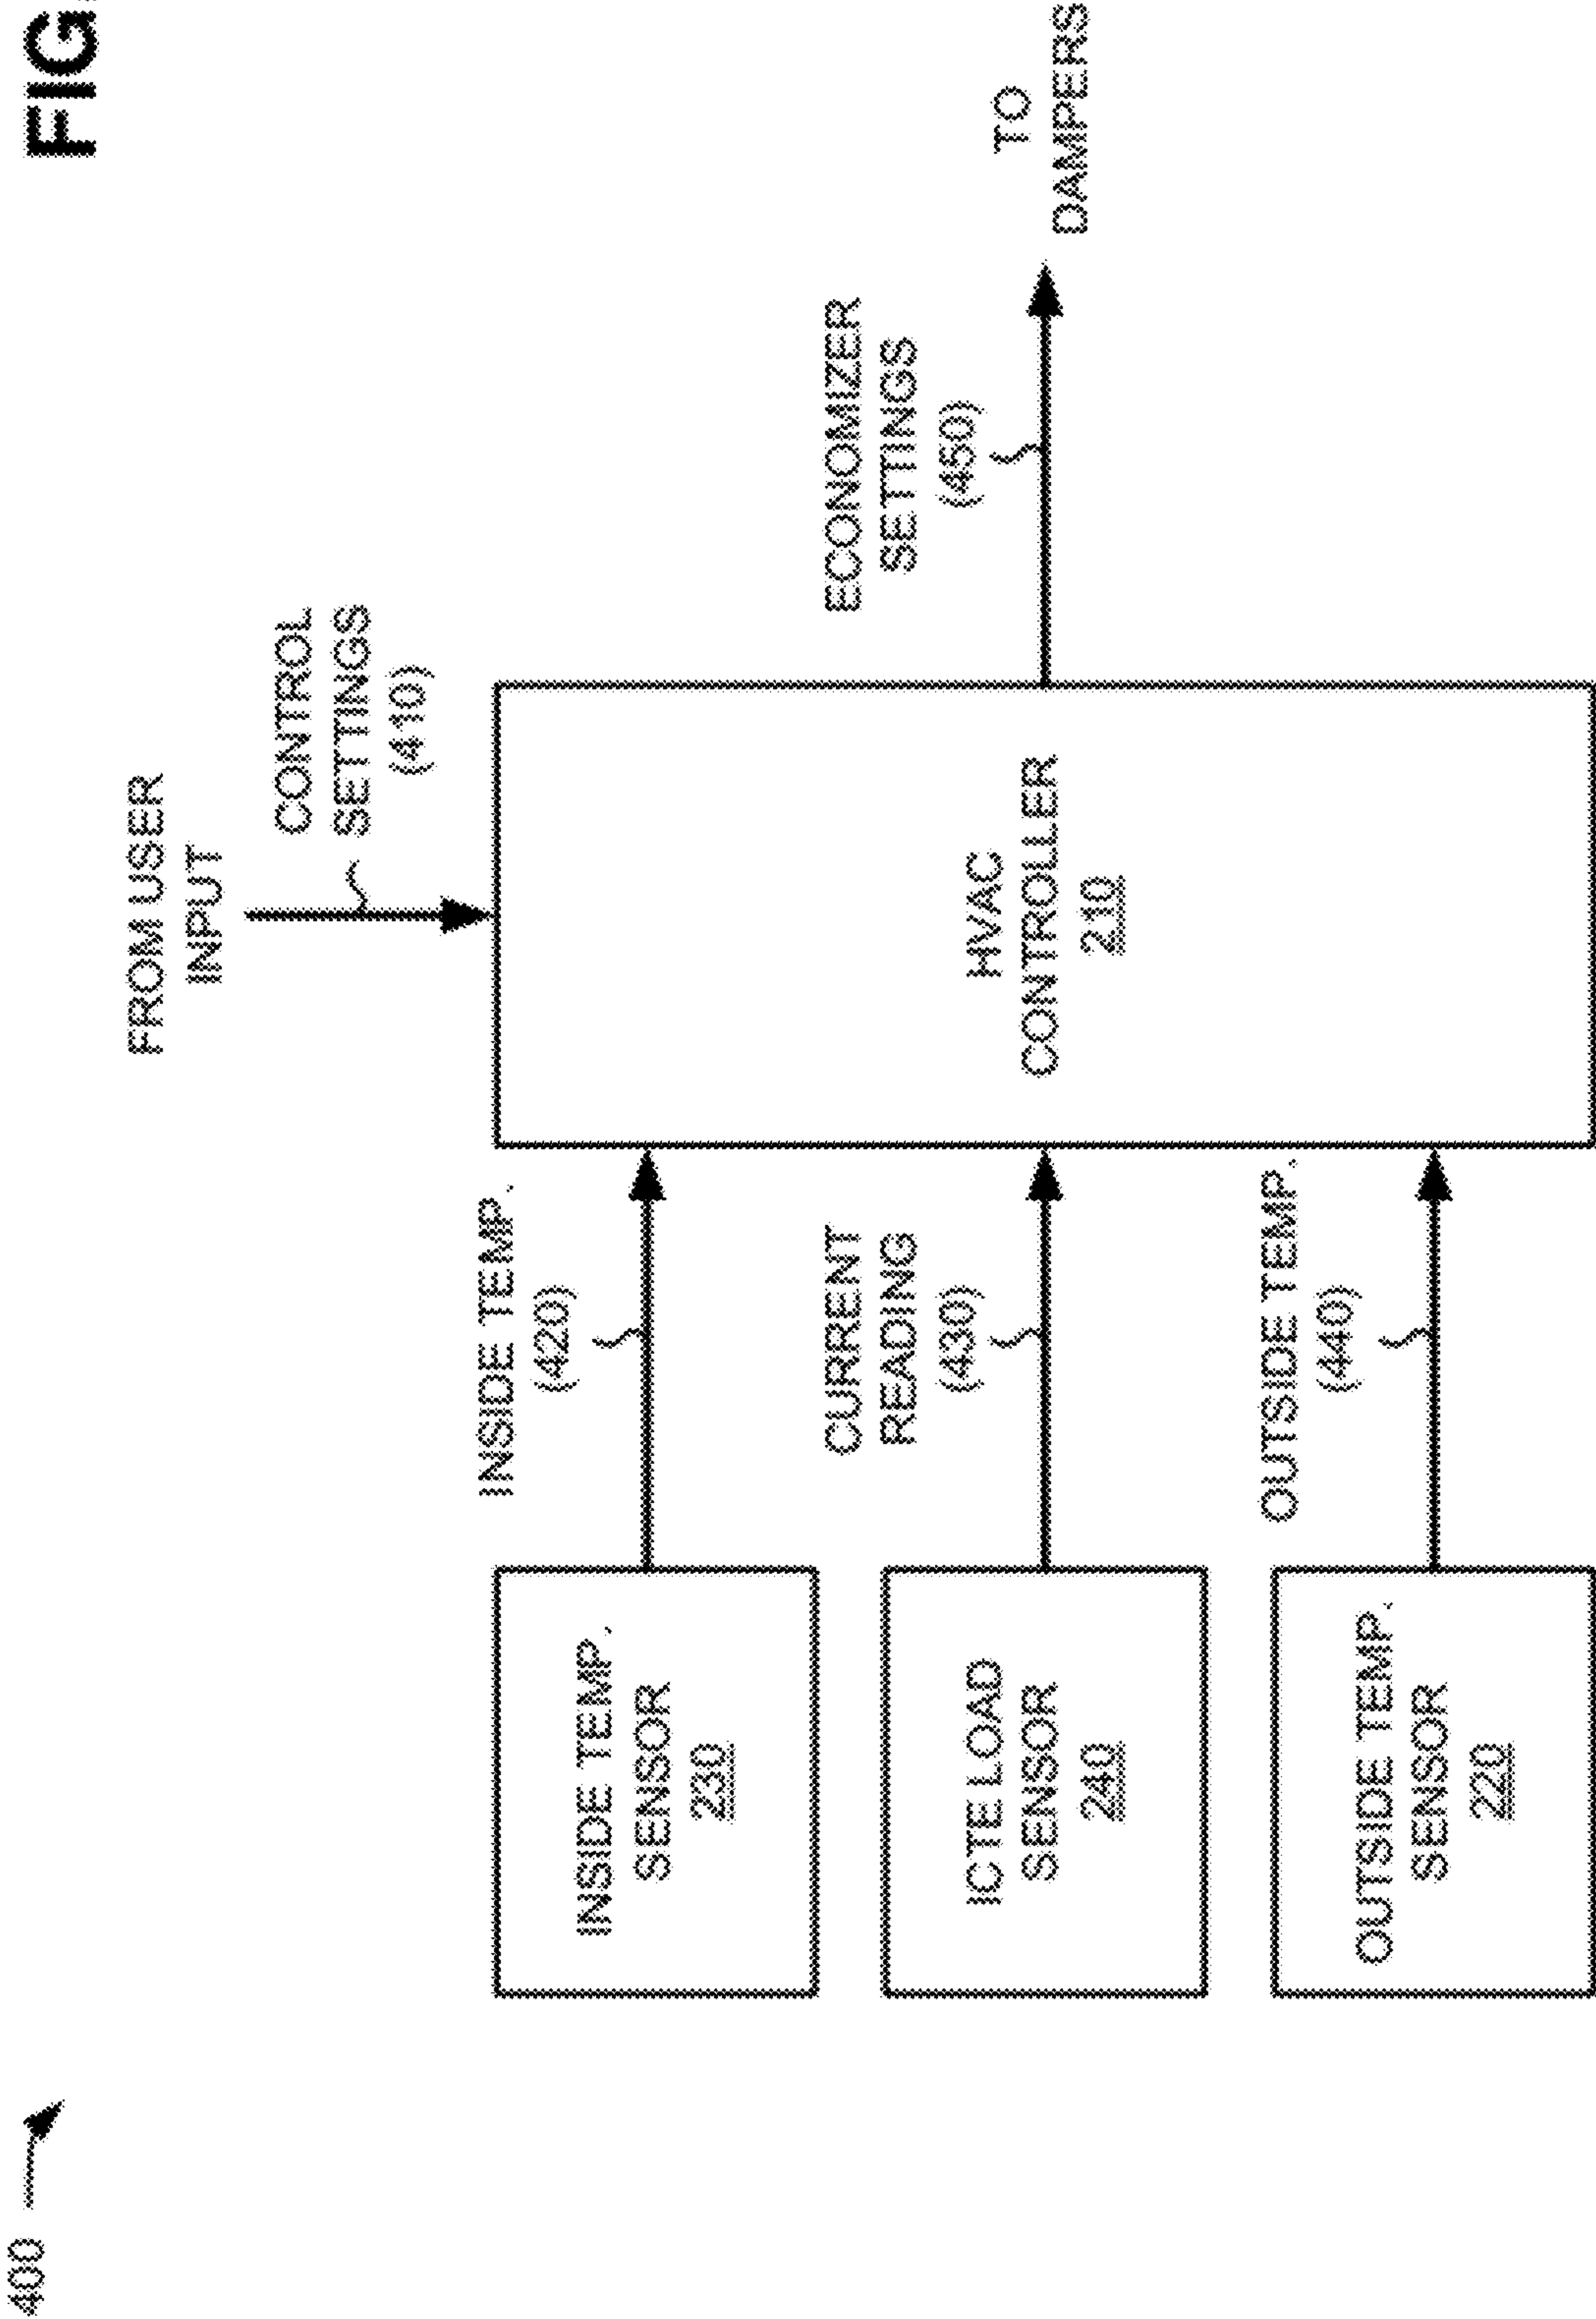 400
FIG.
FROM USER
INPUT
CONTROL
SETTINGS
(410)
INSIDE TEMP.
SENSOR
230
INSIDE TEMP.
(420)
ICTE LOAD
SENSOR
240
CURRENT
READING
(430)
OUTSIDE TEMP.
SENSOR
220
OUTSIDE TEMP.
(440)
HVAC
CONTROLLER
210
ECONOMIZER
SETTINGS
(450)
TO
DAMPERS